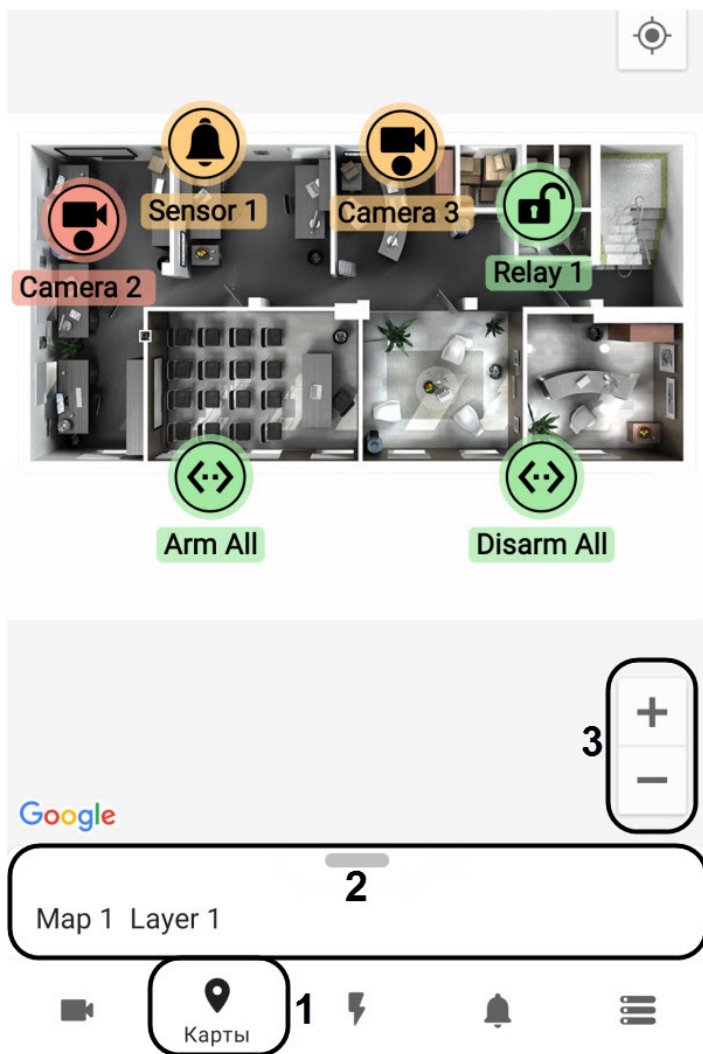 Sensor 1
Camera 3
Camera 2
Relay 1
Arm All
Disarm All
3
Google
2
Map 1 Layer 1
1
Карты